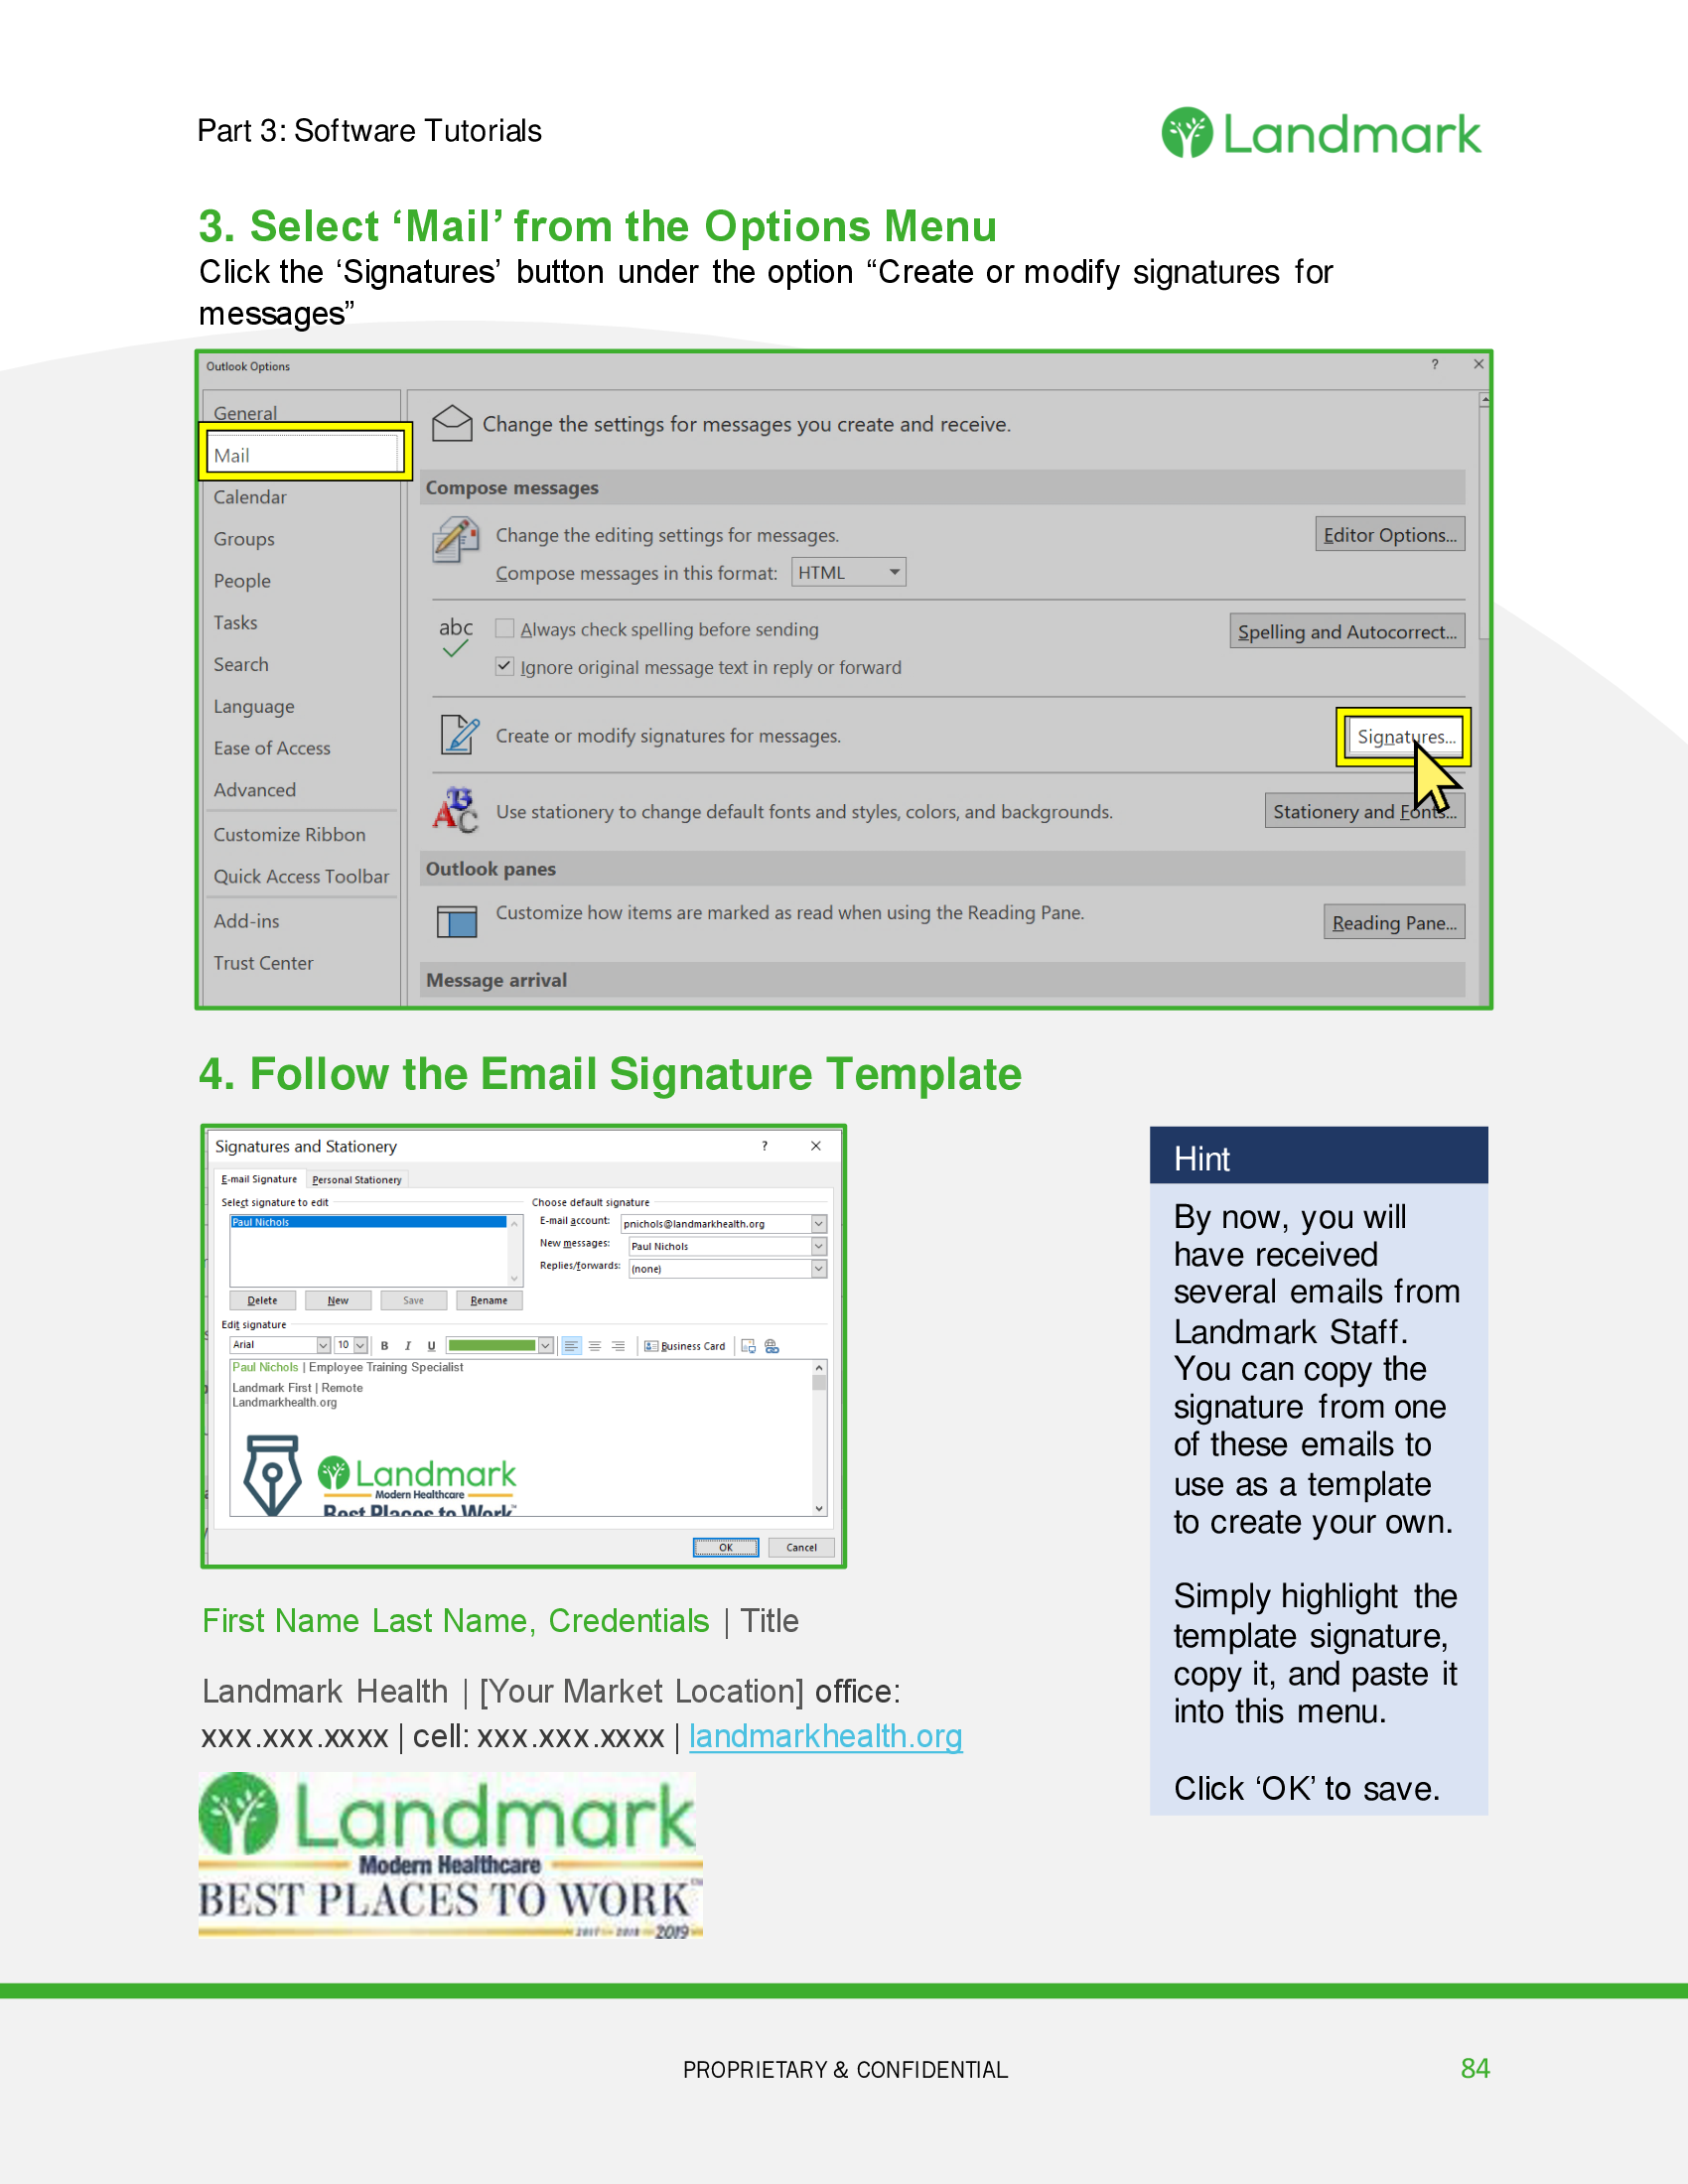 Part 3: Software Tutorials
Landmark
3. Select ‘Mail’ from the Options Menu
Click the ‘Signatures’ button under the option “Create or modify signatures for
messages”
Outlook Options
?
General
Mail
Calendar
Groups
People
Tasks
Search
Language
Ease of Access
Advanced
Customize Ribbon
Quick Access Toolbar
Add-ins
Trust Center
Change the settings for messages you create and receive.
Compose messages
Change the editing settings for messages.
Editor Options...
Compose messages in this format: HTML
abc
Always check spelling before sending
Spelling and Autocorrect...
Ignore original message text in reply or forward
Create or modify signatures for messages.
Signatures...
Use stationery to change default fonts and styles, colors, and backgrounds.
Stationery and Fonts...
Outlook panes
Customize how items are marked as read when using the Reading Pane.
Reading Pane...
Message arrival
4. Follow the Email Signature Template
Signatures and Stationery
?
E-mail Signature Personal Stationery
Select signature to edit
Paul Nichols
Delete New Save Rename
Choose default signature
E-mail account: pnichols@landmarkhealth.org
New messages: Paul Nichols
Replies/forwards: (none)
Edit signature
Arial 10 B I U Business Card
Paul Nichols | Employee Training Specialist
Landmark First | Remote
Landmarkhealth.org
Landmark
Modern Healthcare
Best Places to Work™
OK Cancel
First Name Last Name, Credentials | Title
Landmark Health | [Your Market Location] office:
xxx.xxx.xxxx | cell: xxx.xxx.xxxx | landmarkhealth.org
Landmark
Modern Healthcare
BEST PLACES TO WORK™
2017 – 2018 – 2019
Hint
By now, you will
have received
several emails from
Landmark Staff.
You can copy the
signature from one
of these emails to
use as a template
to create your own.
Simply highlight the
template signature,
copy it, and paste it
into this menu.
Click ‘OK’ to save.
PROPRIETARY & CONFIDENTIAL
84